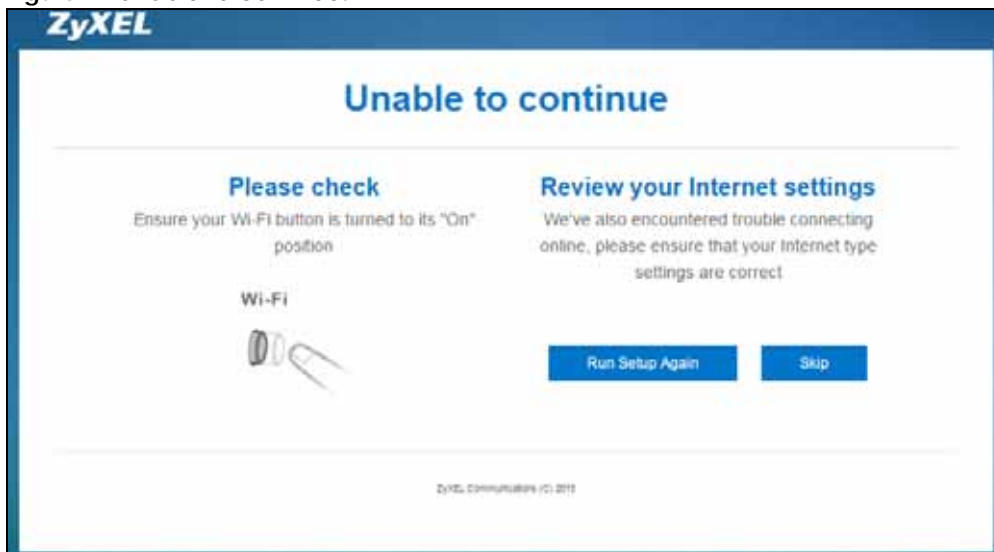 ZyXEL
Unable to continue
Please check
Ensure your Wi-Fi button is turned to its "On"
position
Wi-Fi
Review your Internet settings
We've also encountered trouble connecting
online, please ensure that your Internet type
settings are correct
Run Setup Again
Skip
ZyXEL Communications (C)